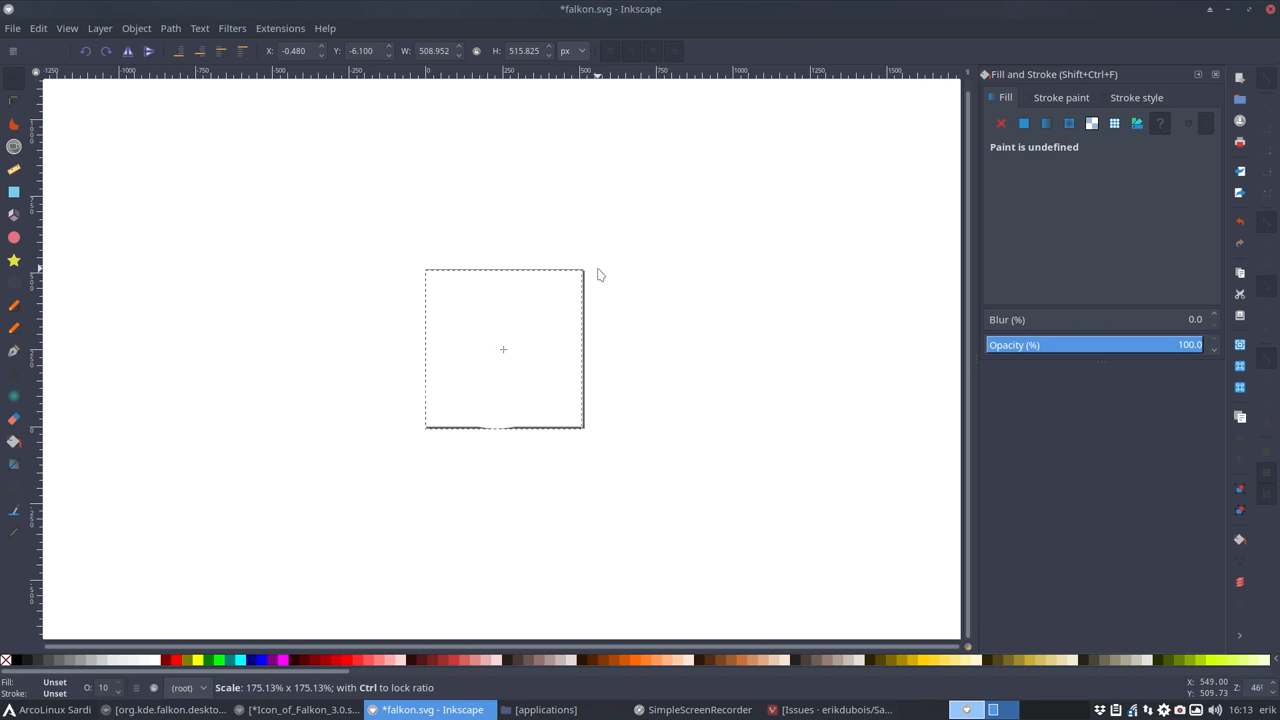 *falkon.svg - Inkscape
File Edit View Layer Object Path Text Filters Extensions Help
X: -0.480 Y: -6.100 W: 508.952 H: 515.825 px
Fill and Stroke (Shift+Ctrl+F)
Fill Stroke paint Stroke style
Paint is undefined
Blur (%) 0.0
Opacity (%) 100.0
Fill: Unset
Stroke: Unset
O: 10
(root)
Scale: 175.13% x 175.13%; with Ctrl to lock ratio
X: 549.00
Y: 509.73
Z: 46
ArcoLinux Sardi [org.kde.falkon.deskto... [*Icon_of_Falkon_3.0.s... *falkon.svg - Inkscape [applications] SimpleScreenRecorder [Issues · erikdubois/Sa... 16:13 erik